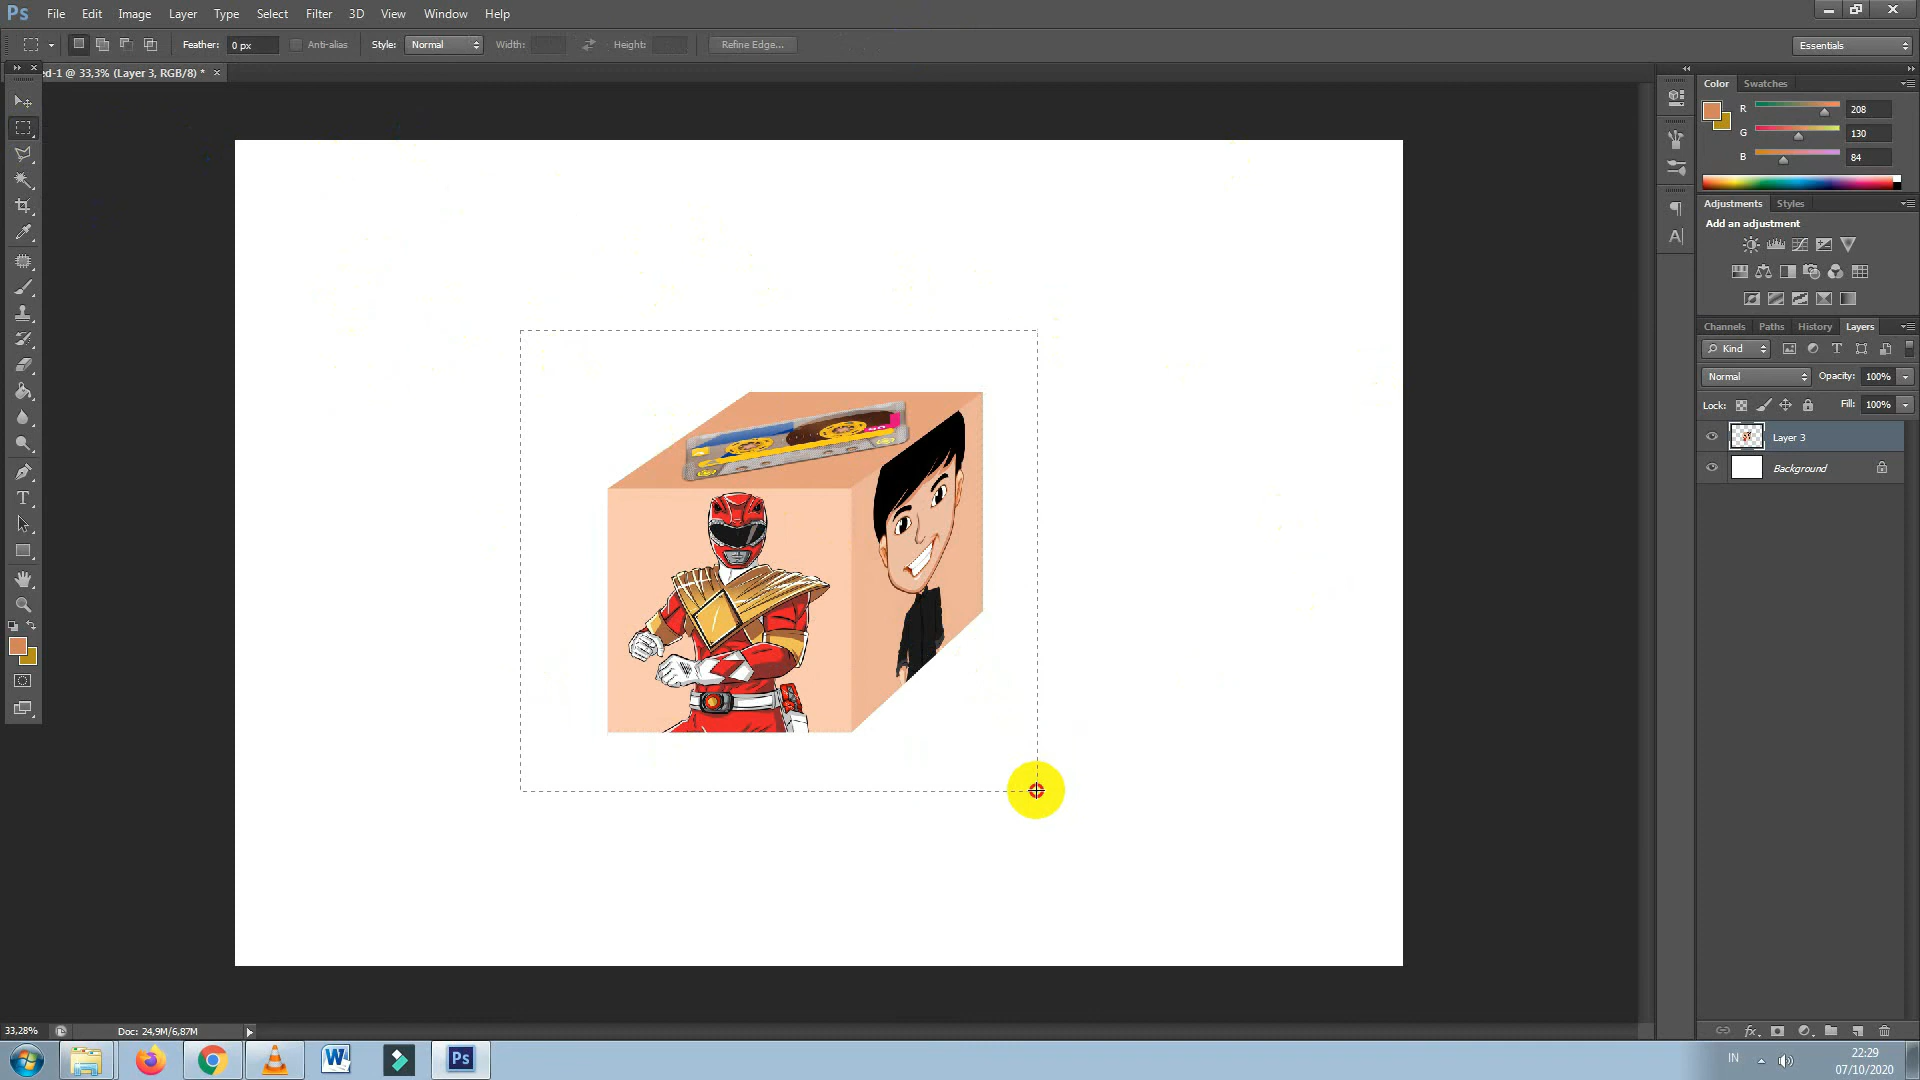 Ps File Edit Image Layer Type Select Filter 3D View Window Help
Feather: 0 px Anti-alias Style: Normal Width: Height: Refine Edge... Essentials
ed-1 @ 33,3% (Layer 3, RGB/8) * ×
Color Swatches
R 208
G 130
B 84
Adjustments Styles
Add an adjustment
Channels Paths History Layers
Kind
Normal Opacity: 100%
Lock: Fill: 100%
Layer 3
Background
33,28% Doc: 24,9M/6,87M
IN
22:29
07/10/2020